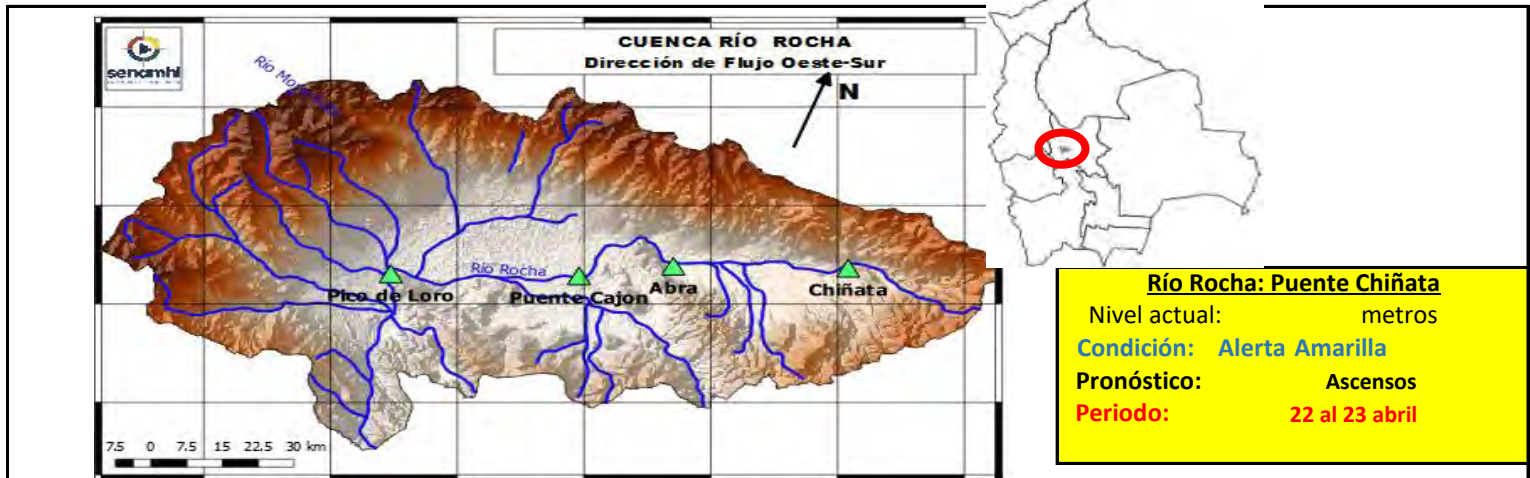 senamhi
CUENCA RÍO ROCHA
Dirección de Flujo Oeste-Sur
N
Río Rocha
Pico de Loro
Puente Cajon
Abra
Chiñata
7.5 0 7.5 15 22.5 30 km
Río Rocha: Puente Chiñata
Nivel actual: metros
Condición: Alerta Amarilla
Pronóstico: Ascensos
Periodo: 22 al 23 abril